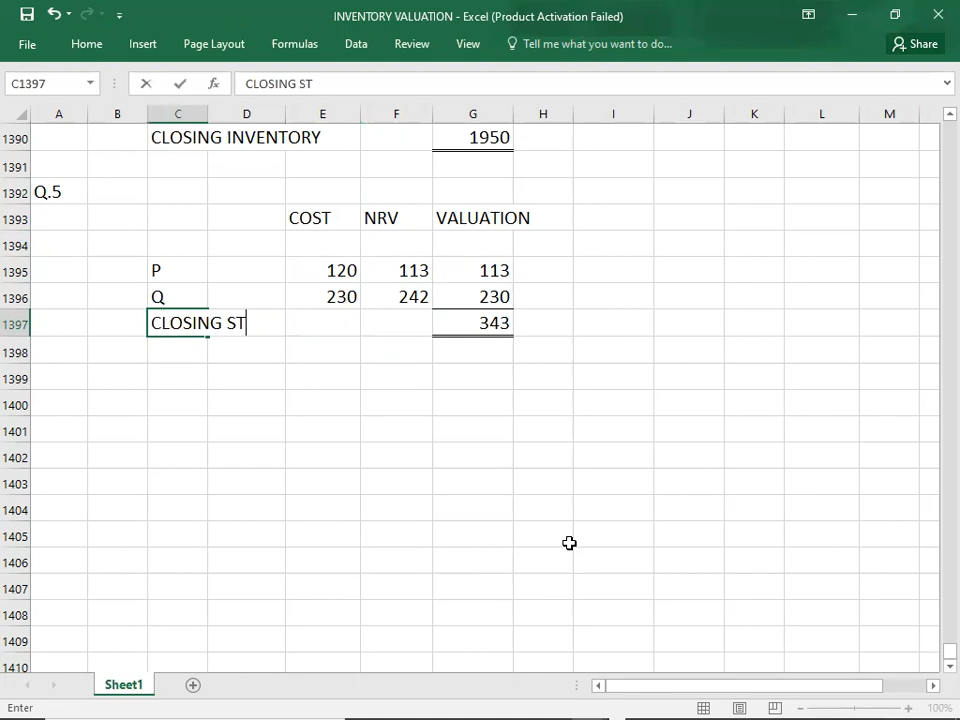 INVENTORY VALUATION - Excel (Product Activation Failed)
File Home Insert Page Layout Formulas Data Review View Tell me what you want to do... Share
C1397 fx CLOSING ST
A B C D E F G H I J K L M
1390 CLOSING INVENTORY 1950
1391
1392 Q.5
1393 COST NRV VALUATION
1394
1395 P 120 113 113
1396 Q 230 242 230
1397 CLOSING ST 343
1398
1399
1400
1401
1402
1403
1404
1405
1406
1407
1408
1409
1410
Sheet1
Enter 100%